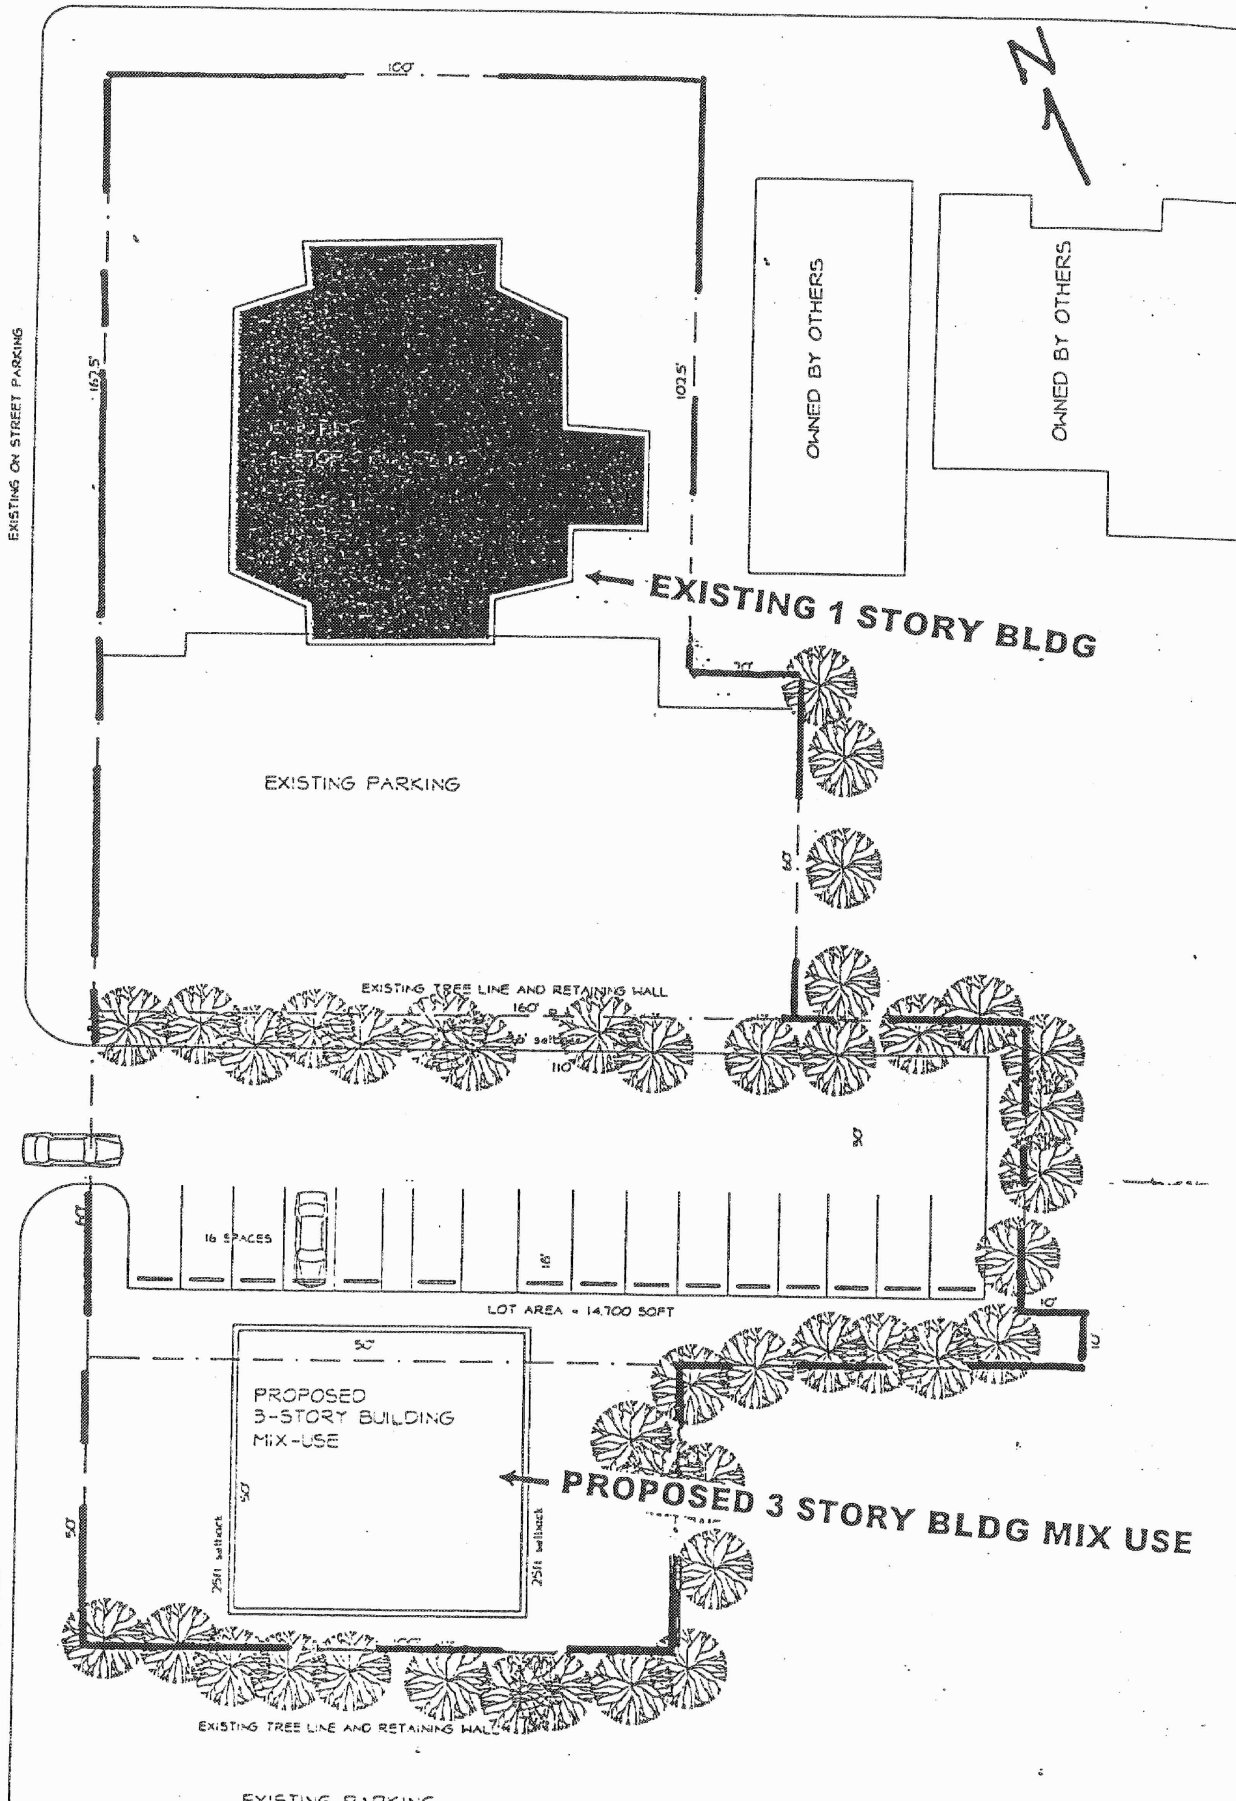 100'
N
EXISTING ON STREET PARKING
162.5'
102.5'
OWNED BY OTHERS
OWNED BY OTHERS
EXISTING 1 STORY BLDG
EXISTING PARKING
60'
EXISTING TREE LINE AND RETAINING WALL
160'
110'
30'
60'
16 SPACES
18'
LOT AREA = 14,700 SQFT
10'
10'
50'
PROPOSED
3-STORY BUILDING
MIX-USE
50'
PROPOSED 3 STORY BLDG MIX USE
50'
25ft setback
25ft setback
EXISTING TREE LINE AND RETAINING WALL
EXISTING PARKING